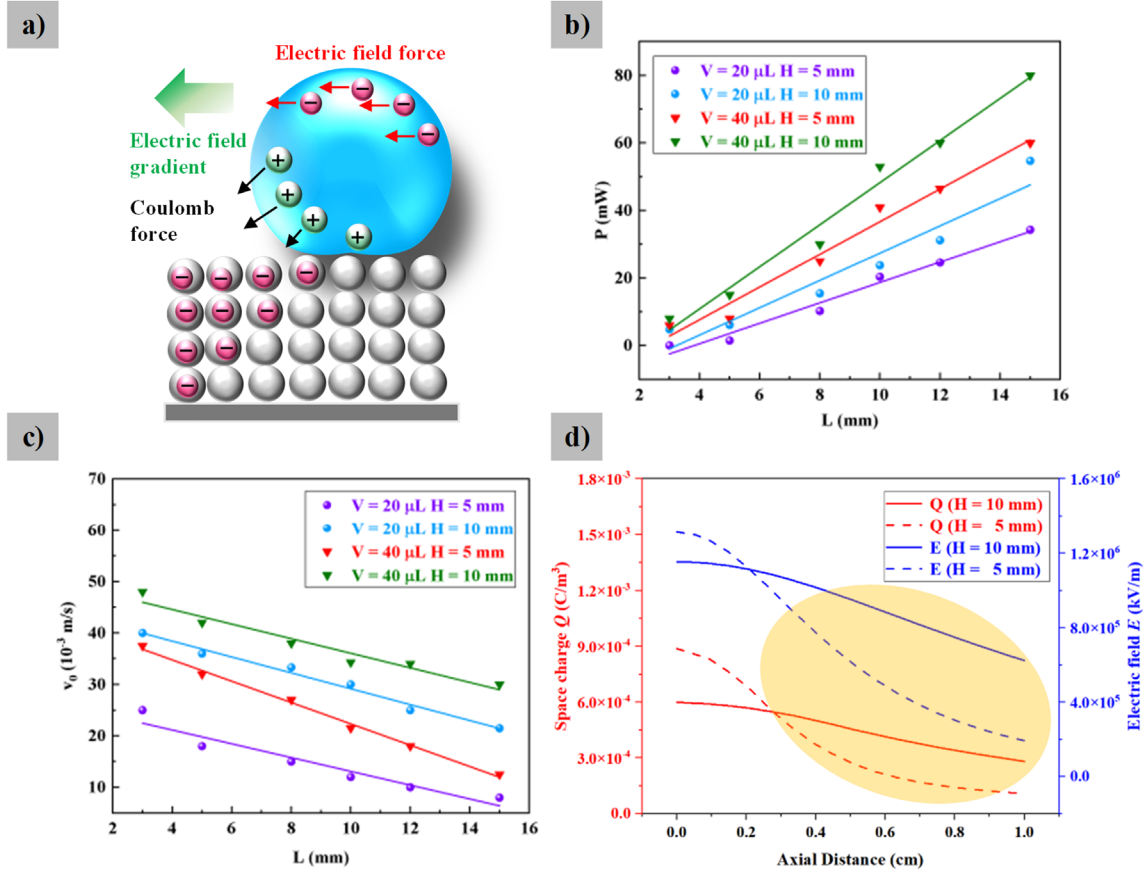 a)
Electric field force
Electric field
gradient
Coulomb
force
b)
V = 20 μL H = 5 mm
V = 20 μL H = 10 mm
V = 40 μL H = 5 mm
V = 40 μL H = 10 mm
P (mW)
80
60
40
20
0
2 4 6 8 10 12 14 16
L (mm)
c)
V = 20 μL H = 5 mm
V = 20 μL H = 10 mm
V = 40 μL H = 5 mm
V = 40 μL H = 10 mm
v₀ (10⁻³ m/s)
70
60
50
40
30
20
10
2 4 6 8 10 12 14 16
L (mm)
d)
Q (H = 10 mm)
Q (H = 5 mm)
E (H = 10 mm)
E (H = 5 mm)
Space charge Q (C/m³)
1.8×10⁻³
1.5×10⁻³
1.2×10⁻³
9.0×10⁻⁴
6.0×10⁻⁴
3.0×10⁻⁴
0.0
Electric field E (kV/m)
1.6×10⁶
1.2×10⁶
8.0×10⁵
4.0×10⁵
0.0
0.0 0.2 0.4 0.6 0.8 1.0
Axial Distance (cm)